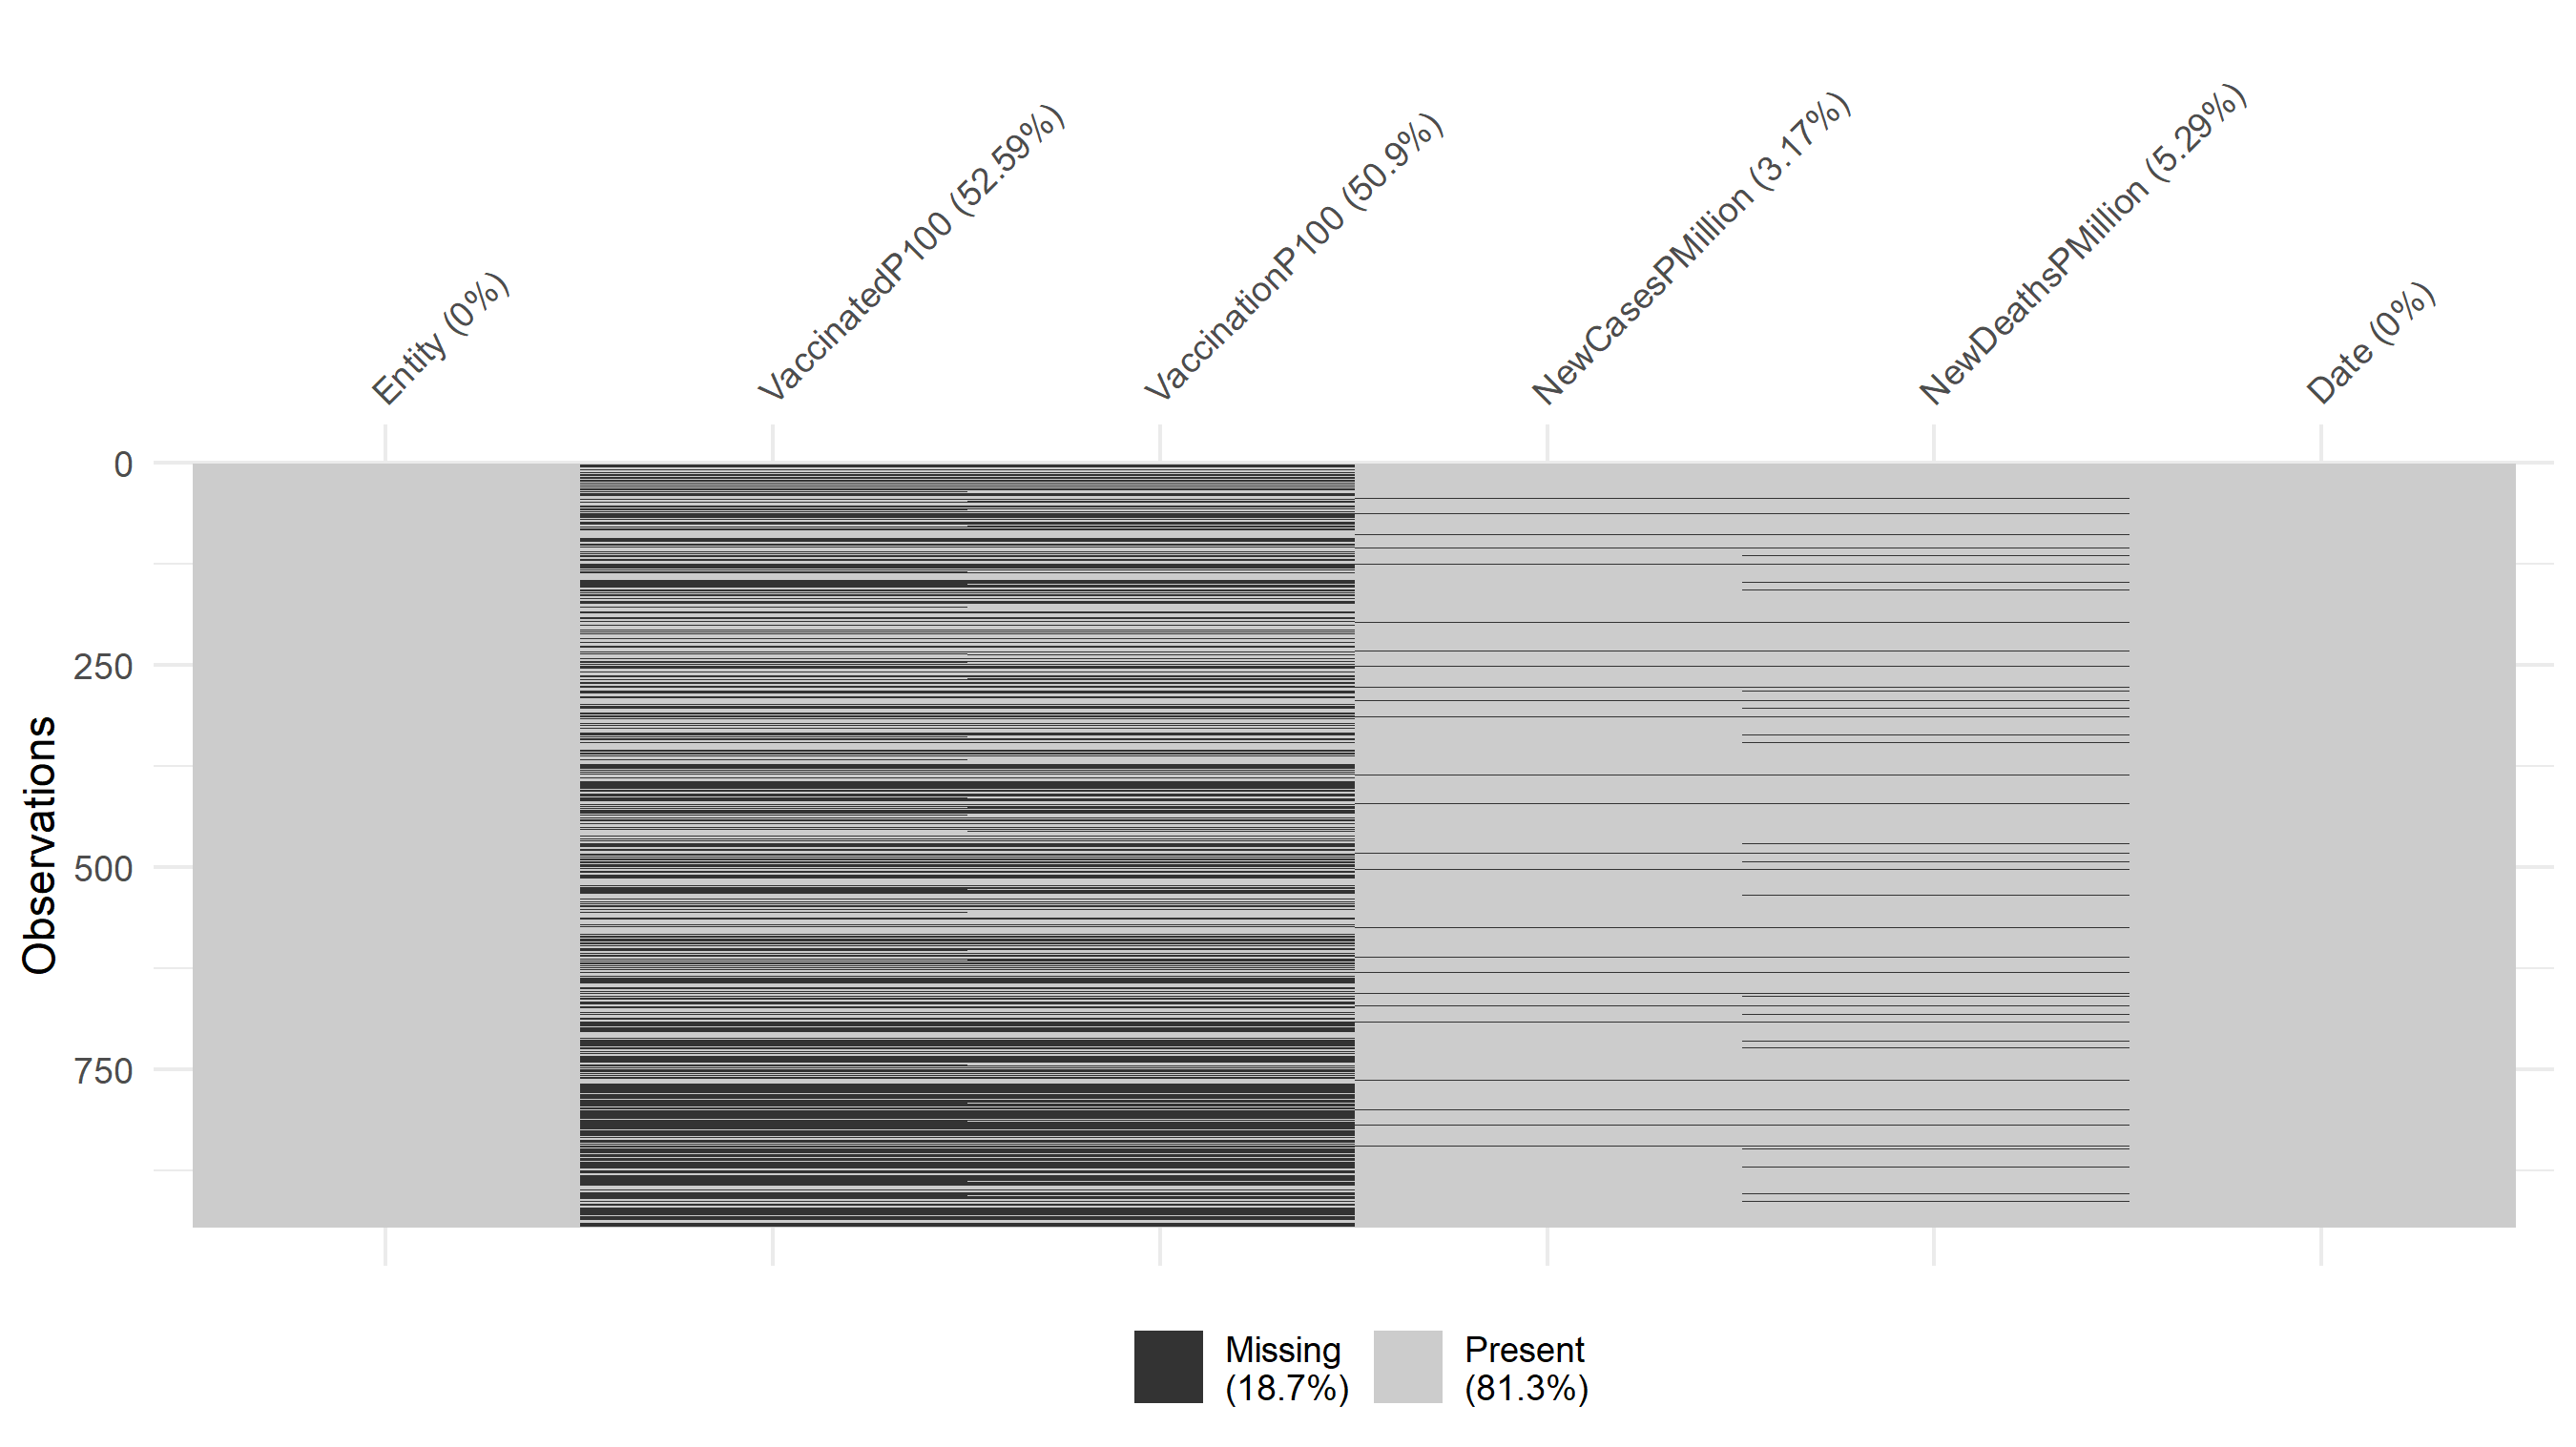 Entity (0%)
VaccinatedP100 (52.59%)
VaccinationP100 (50.9%)
NewCasesPMillion (3.17%)
NewDeathsPMillion (5.29%)
Date (0%)
0
250
500
750
Observations
Missing
(18.7%)
Present
(81.3%)